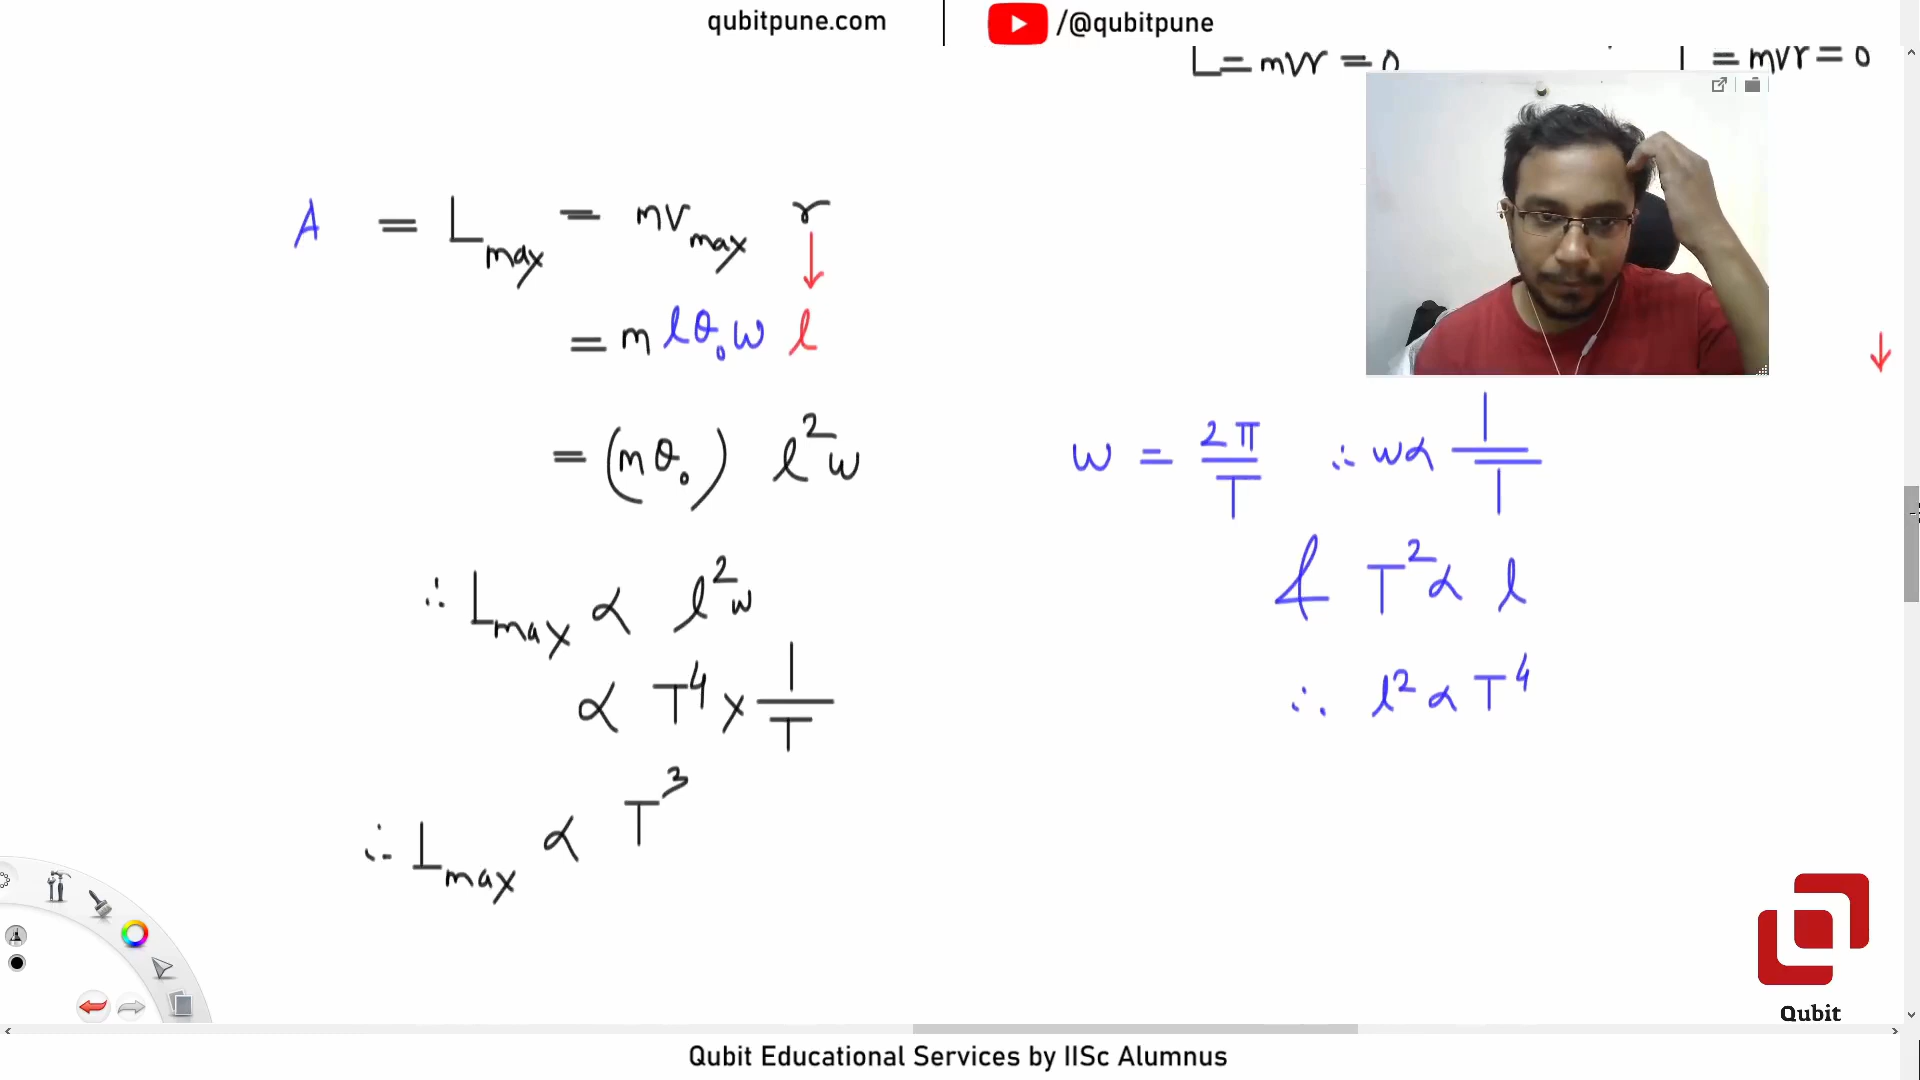 qubitpune.com | /@qubitpune
L = mvr = 0
= mvr = 0
A = L_max = mv_max r
↓
= m lθ₀ω l
= (mθ₀) l²ω
ω = 2π/T ∴ ω α 1/T
& T² α l
∴ L_max α l²ω
α T⁴ × 1/T
∴ l² α T⁴
∴ L_max α T³
Qubit
Qubit Educational Services by IISc Alumnus